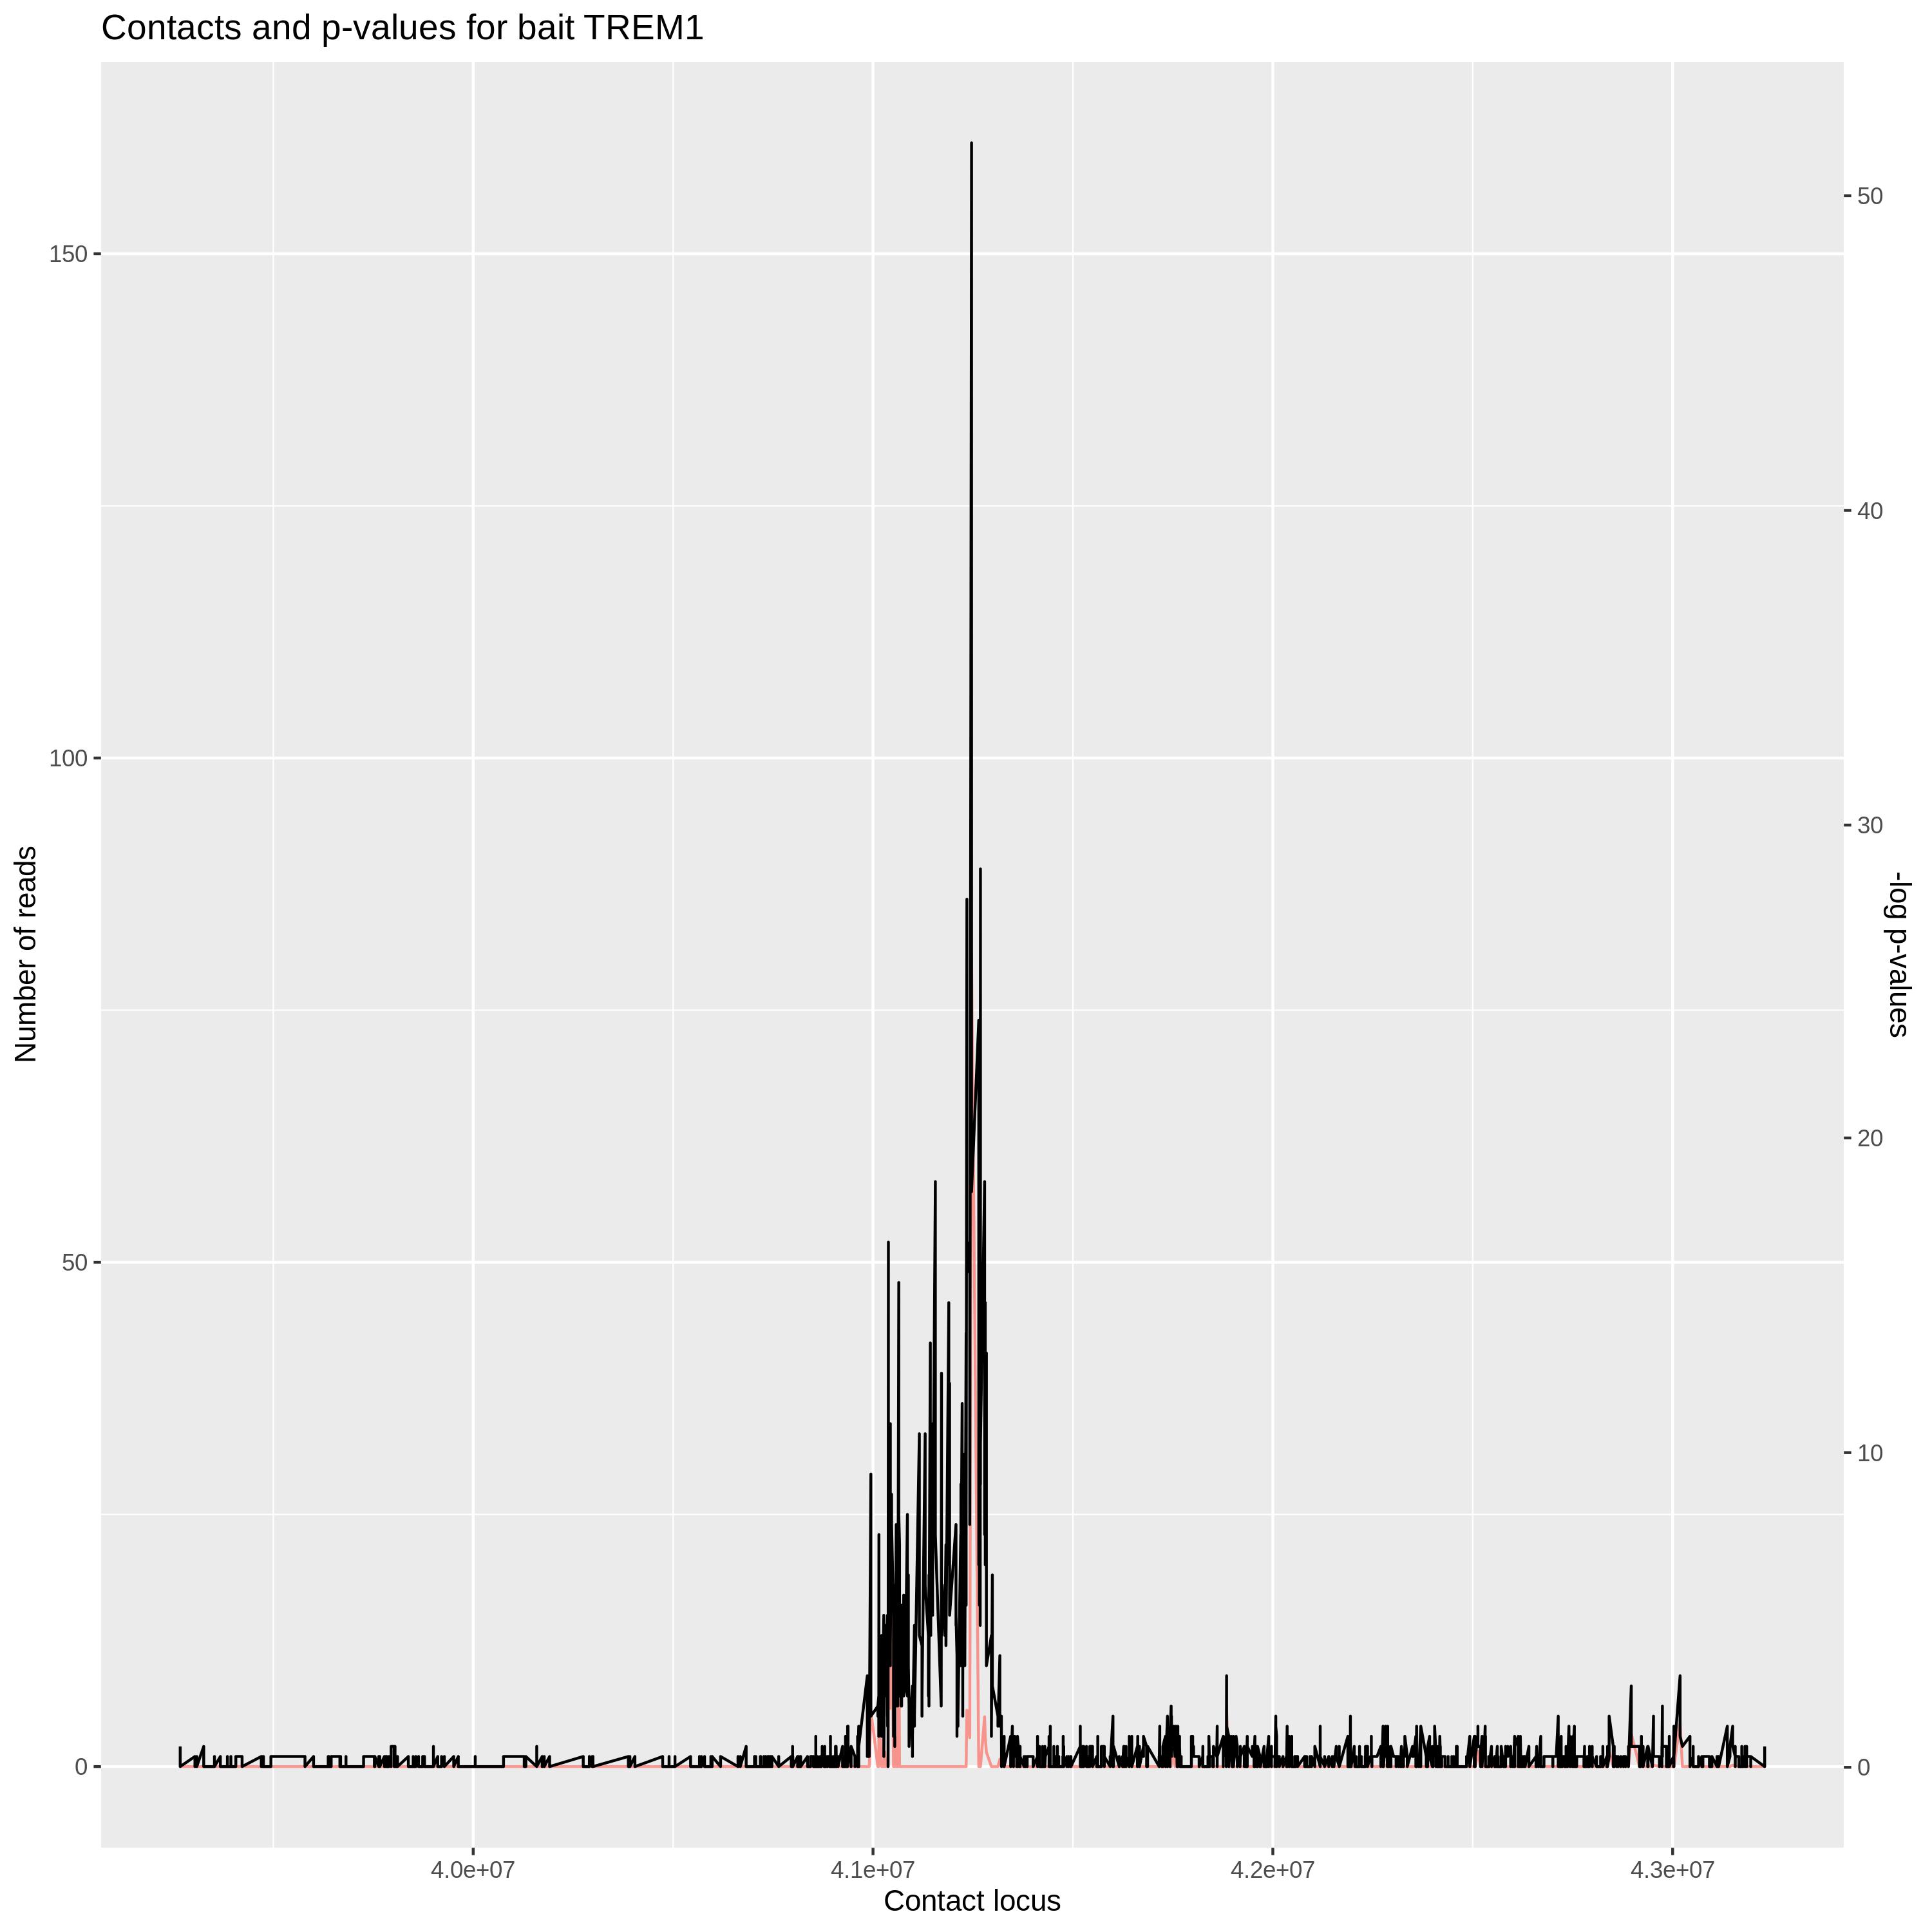 Contacts and p-values for bait TREM1
150
100
50
0
Number of reads
50
40
30
20
10
0
-log p-values
4.0e+07
4.1e+07
4.2e+07
4.3e+07
Contact locus